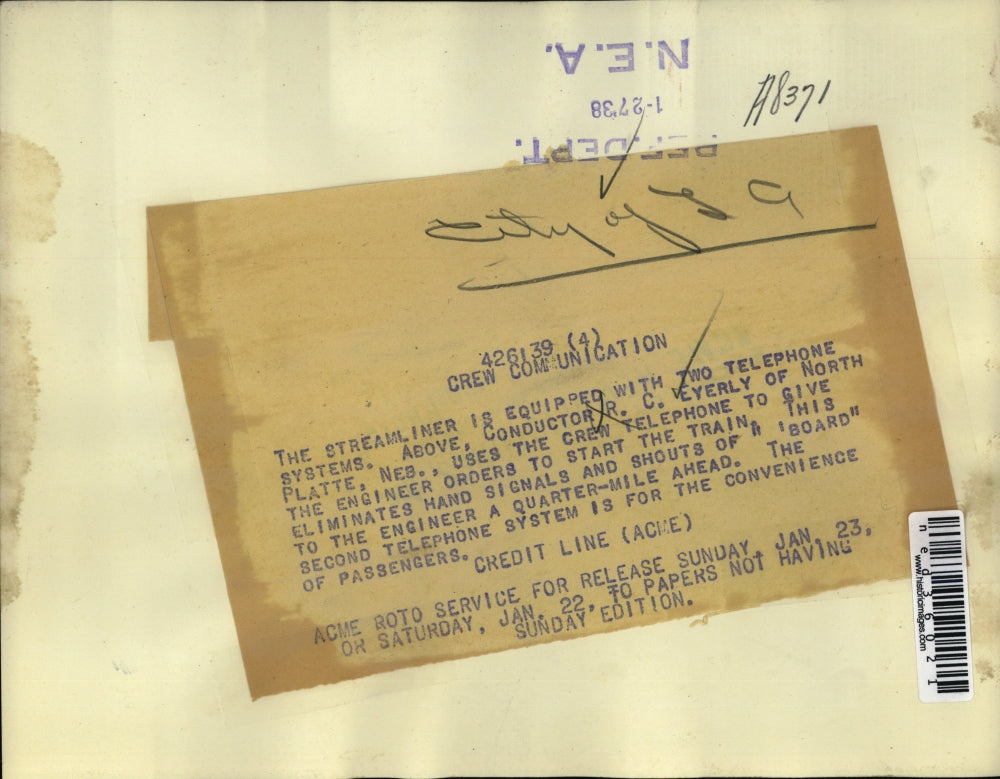 N.E.A.
1-27'38
REF. DEPT.
A8371
City of L A
426139 (4)
CREW COMMUNICATION
THE STREAMLINER IS EQUIPPED WITH TWO TELEPHONE
SYSTEMS. ABOVE, CONDUCTOR R. C. EYERLY OF NORTH
PLATTE, NEB., USES THE CREW TELEPHONE TO GIVE
THE ENGINEER ORDERS TO START THE TRAIN. THIS
ELIMINATES HAND SIGNALS AND SHOUTS OF "'BOARD"
TO THE ENGINEER A QUARTER-MILE AHEAD. THE
SECOND TELEPHONE SYSTEM IS FOR THE CONVENIENCE
OF PASSENGERS.
CREDIT LINE (ACME)
ACME ROTO SERVICE FOR RELEASE SUNDAY, JAN. 23,
OR SATURDAY, JAN. 22, TO PAPERS NOT HAVING
SUNDAY EDITION.
ned36021
www.historicimages.com